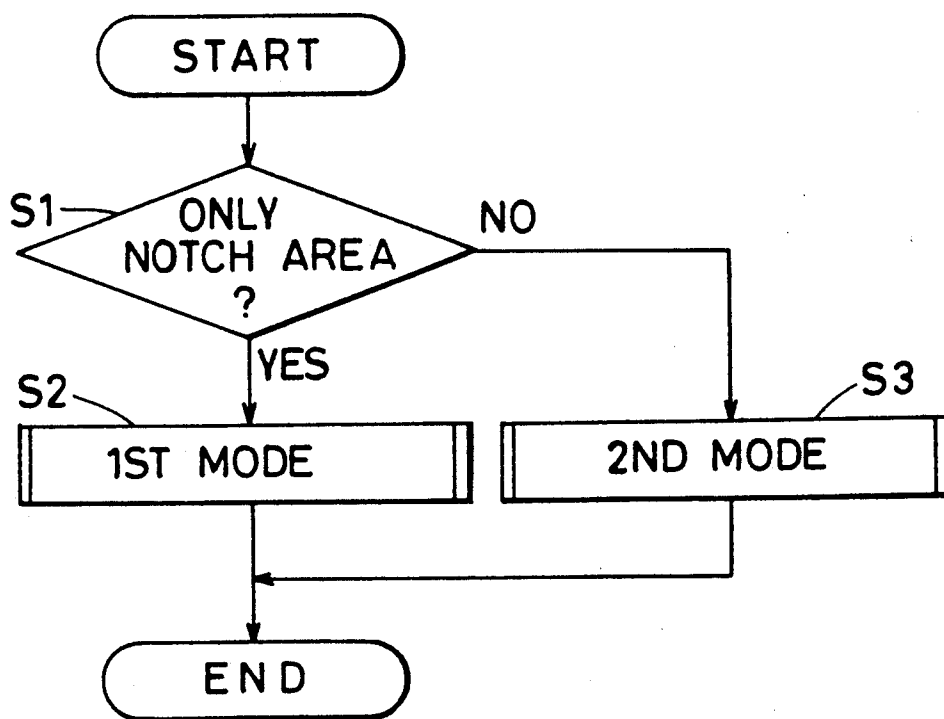 START
S1
ONLY
NOTCH AREA
?
NO
YES
S2
1ST MODE
S3
2ND MODE
END